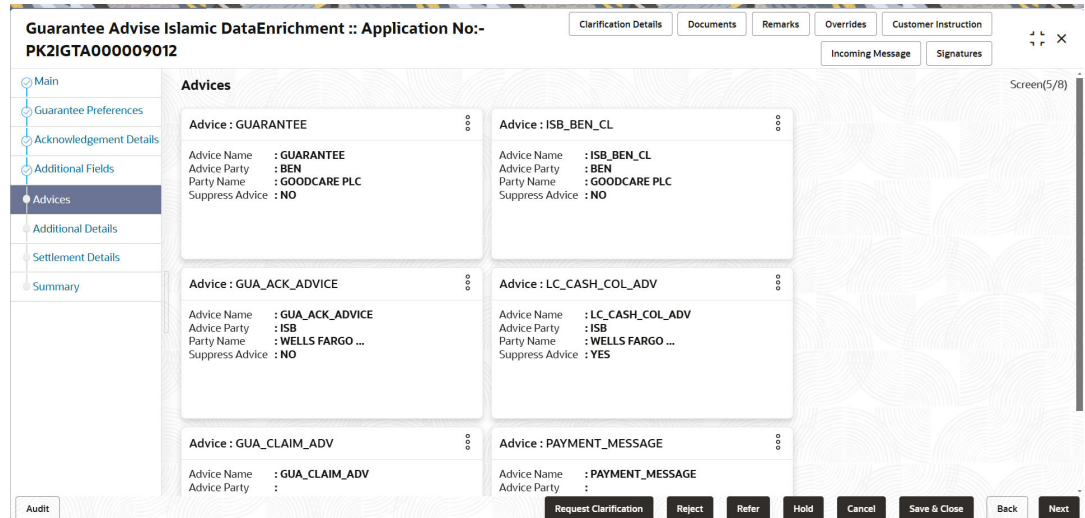 Guarantee Advise Islamic DataEnrichment :: Application No:-
PK2IGTA000009012
Clarification Details
Documents
Remarks
Overrides
Customer Instruction
Incoming Message
Signatures
Main
Guarantee Preferences
Acknowledgement Details
Additional Fields
Advices
Additional Details
Settlement Details
Summary
Advices
Screen(5/8)
Advice : GUARANTEE
Advice Name : GUARANTEE
Advice Party : BEN
Party Name : GOODCARE PLC
Suppress Advice : NO
Advice : ISB_BEN_CL
Advice Name : ISB_BEN_CL
Advice Party : BEN
Party Name : GOODCARE PLC
Suppress Advice : NO
Advice : GUA_ACK_ADVICE
Advice Name : GUA_ACK_ADVICE
Advice Party : ISB
Party Name : WELLS FARGO ...
Suppress Advice : NO
Advice : LC_CASH_COL_ADV
Advice Name : LC_CASH_COL_ADV
Advice Party : ISB
Party Name : WELLS FARGO ...
Suppress Advice : YES
Advice : GUA_CLAIM_ADV
Advice Name : GUA_CLAIM_ADV
Advice Party :
Advice : PAYMENT_MESSAGE
Advice Name : PAYMENT_MESSAGE
Advice Party :
Audit
Request Clarification
Reject
Refer
Hold
Cancel
Save & Close
Back
Next